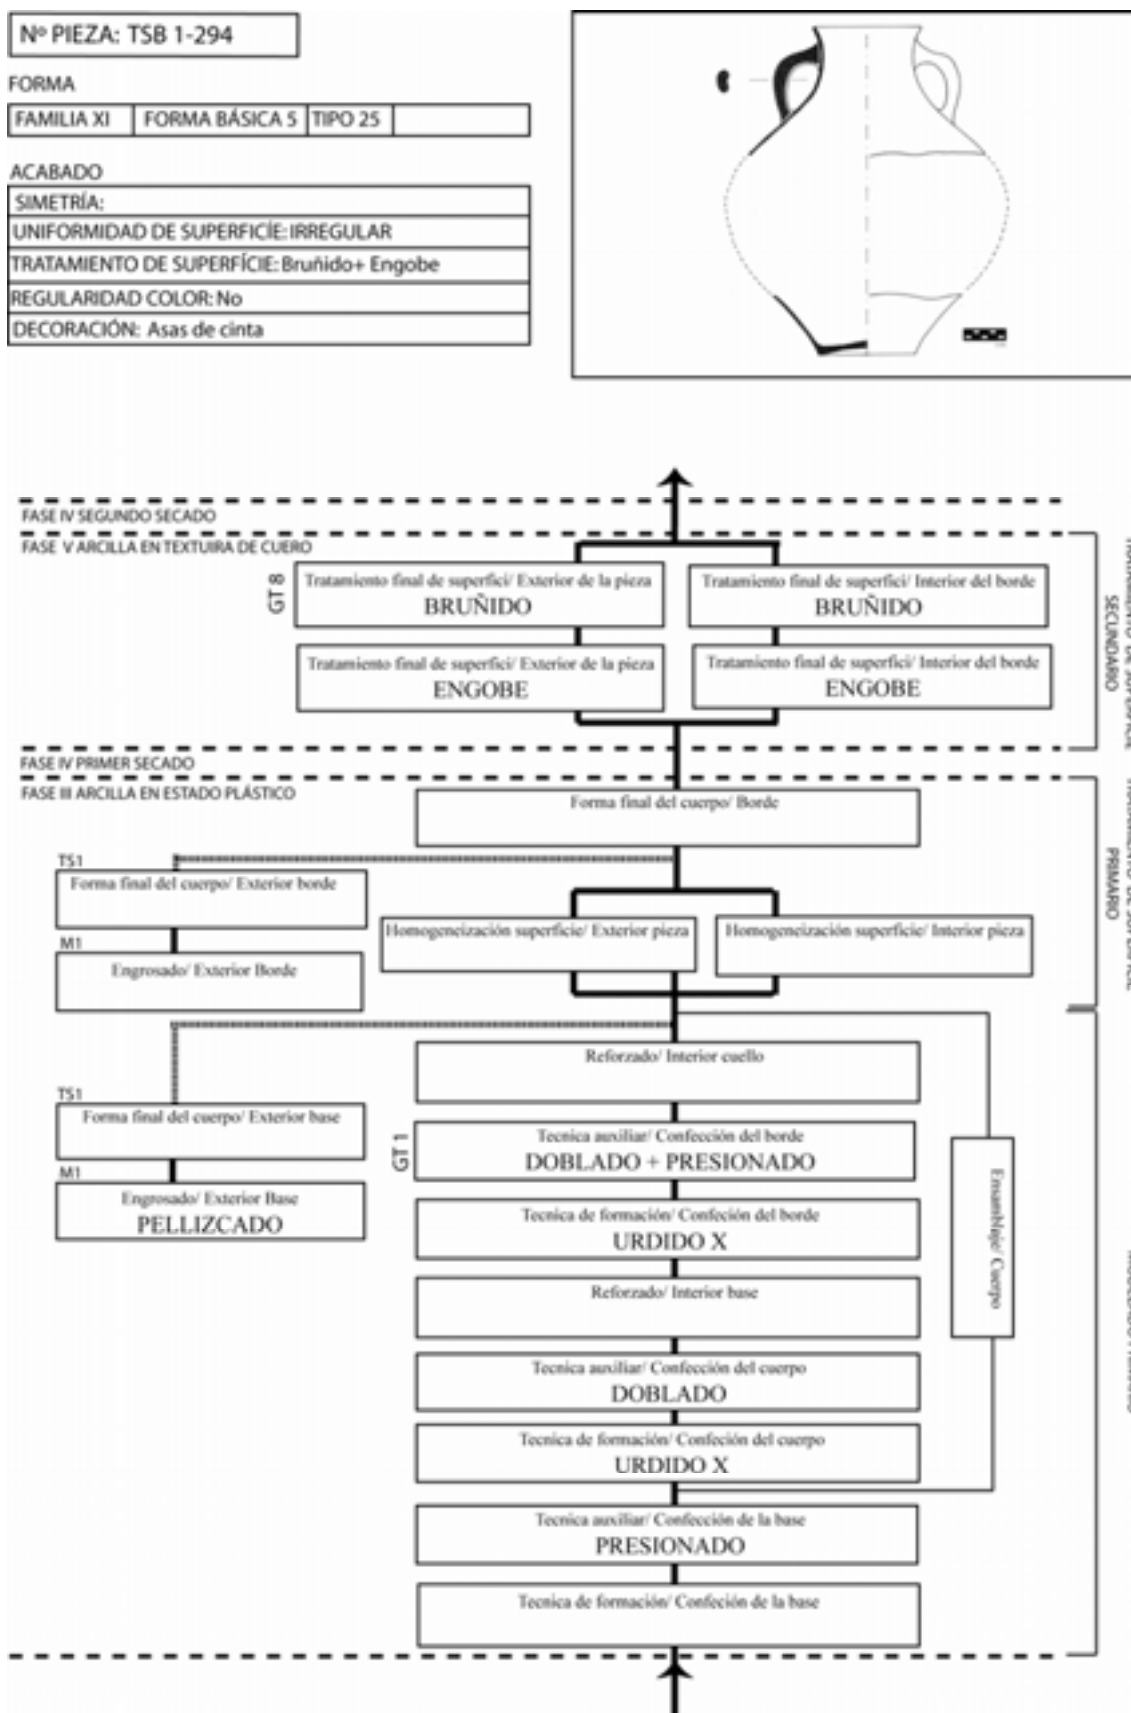 Nº PIEZA: TSB 1-294
FORMA
FAMILIA XI FORMA BÁSICA 5 TIPO 25
ACABADO
SIMETRÍA:
UNIFORMIDAD DE SUPERFICÍE: IRREGULAR
TRATAMIENTO DE SUPERFÍCIE: Bruñido+ Engobe
REGULARIDAD COLOR: No
DECORACIÓN: Asas de cinta
FASE IV SEGUNDO SECADO
FASE V ARCILLA EN TEXTUIRA DE CUERO
GT 8
Tratamiento final de superfici/ Exterior de la pieza
BRUÑIDO
Tratamiento final de superfici/ Interior del borde
BRUÑIDO
Tratamiento final de superfici/ Exterior de la pieza
ENGOBE
Tratamiento final de superfici/ Interior del borde
ENGOBE
SECUNDARIO
FASE IV PRIMER SECADO
FASE III ARCILLA EN ESTADO PLÁSTICO
Forma final del cuerpo/ Borde
TS1
Forma final del cuerpo/ Exterior borde
M1
Engrosado/ Exterior Borde
Homogeneización superficie/ Exterior pieza
Homogeneización superficie/ Interior pieza
PRIMARIO
Reforzado/ Interior cuello
TS1
Forma final del cuerpo/ Exterior base
M1
Engrosado/ Exterior Base
PELLIZCADO
GT 1
Tecnica auxiliar/ Confección del borde
DOBLADO + PRESIONADO
Tecnica de formación/ Confeción del borde
URDIDO X
Reforzado/ Interior base
Ensamblaje/ Cuerpo
Tecnica auxiliar/ Confección del cuerpo
DOBLADO
Tecnica de formación/ Confeción del cuerpo
URDIDO X
Tecnica auxiliar/ Confección de la base
PRESIONADO
Tecnica de formación/ Confeción de la base